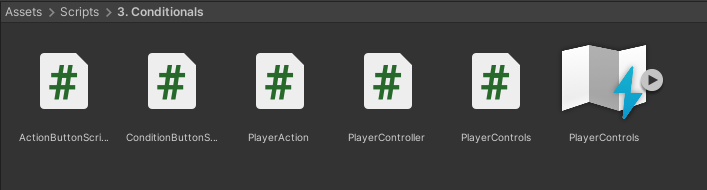 Assets > Scripts > 3. Conditionals
# # # # #
ActionButtonScri... ConditionButtonS... PlayerAction PlayerController PlayerControls PlayerControls